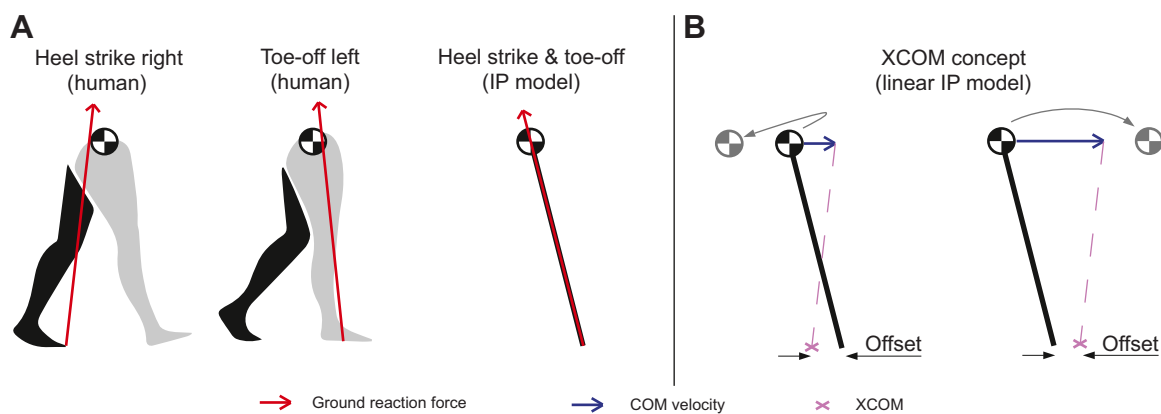 A
Heel strike right
(human)
Toe-off left
(human)
Heel strike & toe-off
(IP model)
B
XCOM concept
(linear IP model)
Offset
Offset
Ground reaction force
COM velocity
XCOM